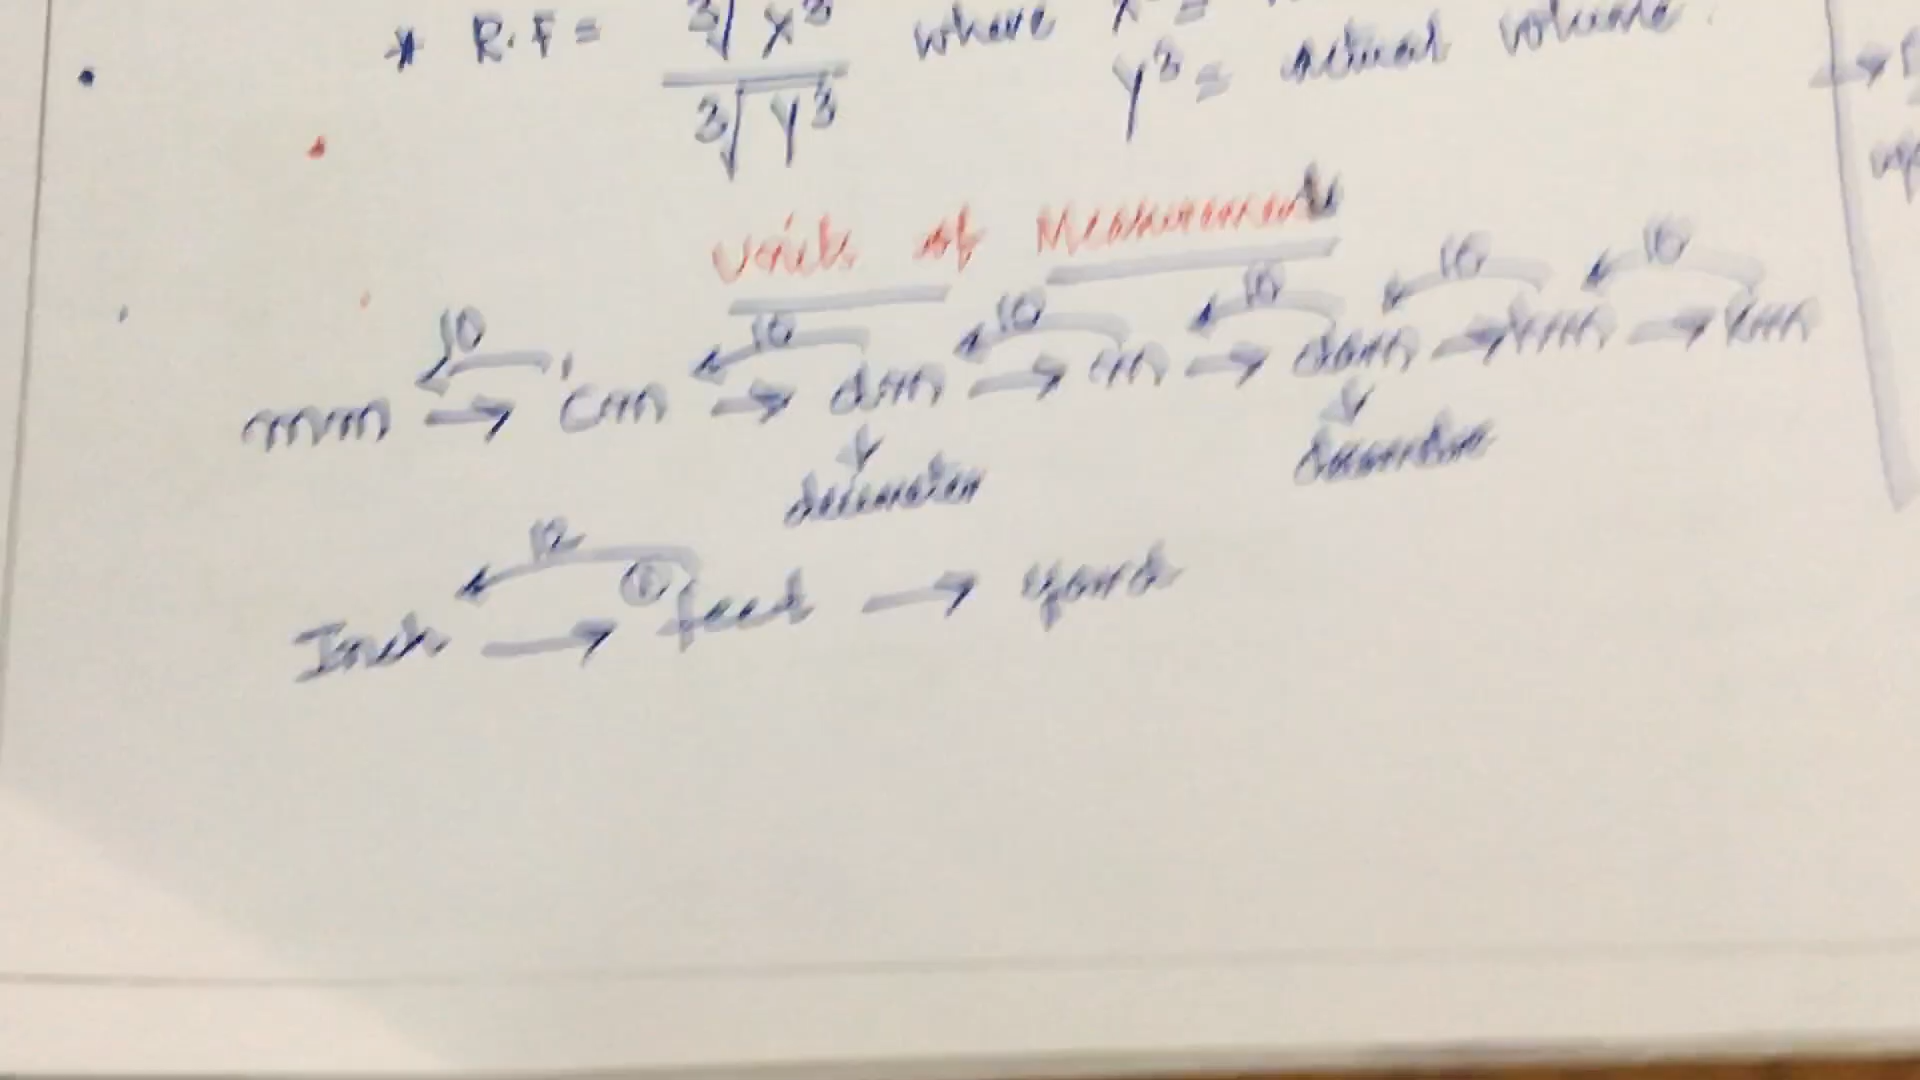 * R.F = ∛x³ / ∛y³ where x³ =
y³ = actual volume.
Units of Measurement
10 10 10 10 10 10
mm → cm → dm → m → dam → hm → km
decimeter
12
Inch → feet → yard